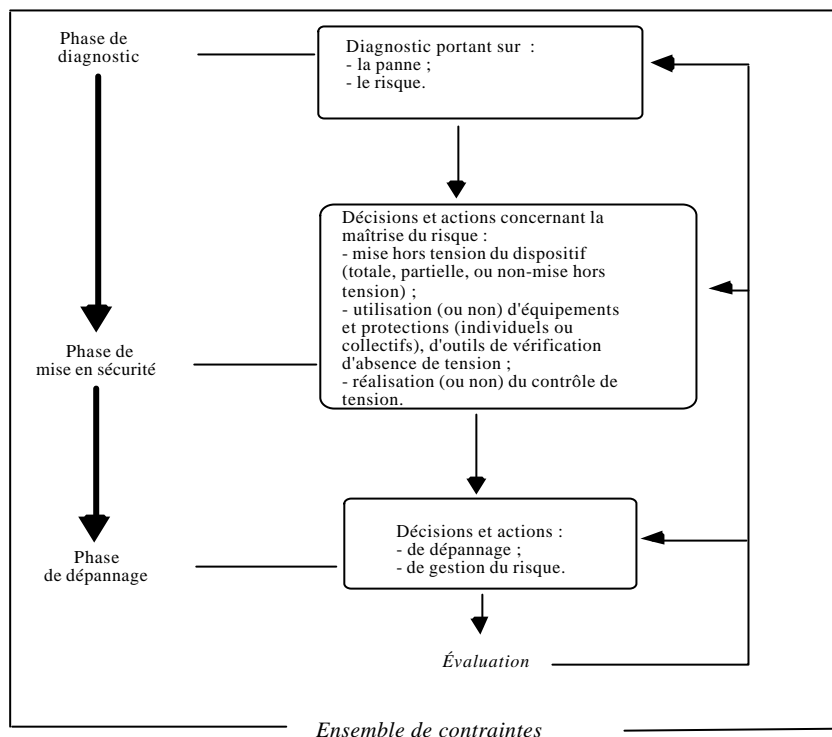 Phase de
diagnostic
Diagnostic portant sur :
- la panne ;
- le risque.
Décisions et actions concernant la
maîtrise du risque :
- mise hors tension du dispositif
(totale, partielle, ou non-mise hors
tension) ;
- utilisation (ou non) d'équipements
et protections (individuels ou
collectifs), d'outils de vérification
d'absence de tension ;
- réalisation (ou non) du contrôle de
tension.
Phase de
mise en sécurité
Décisions et actions :
- de dépannage ;
- de gestion du risque.
Phase
de dépannage
Évaluation
Ensemble de contraintes